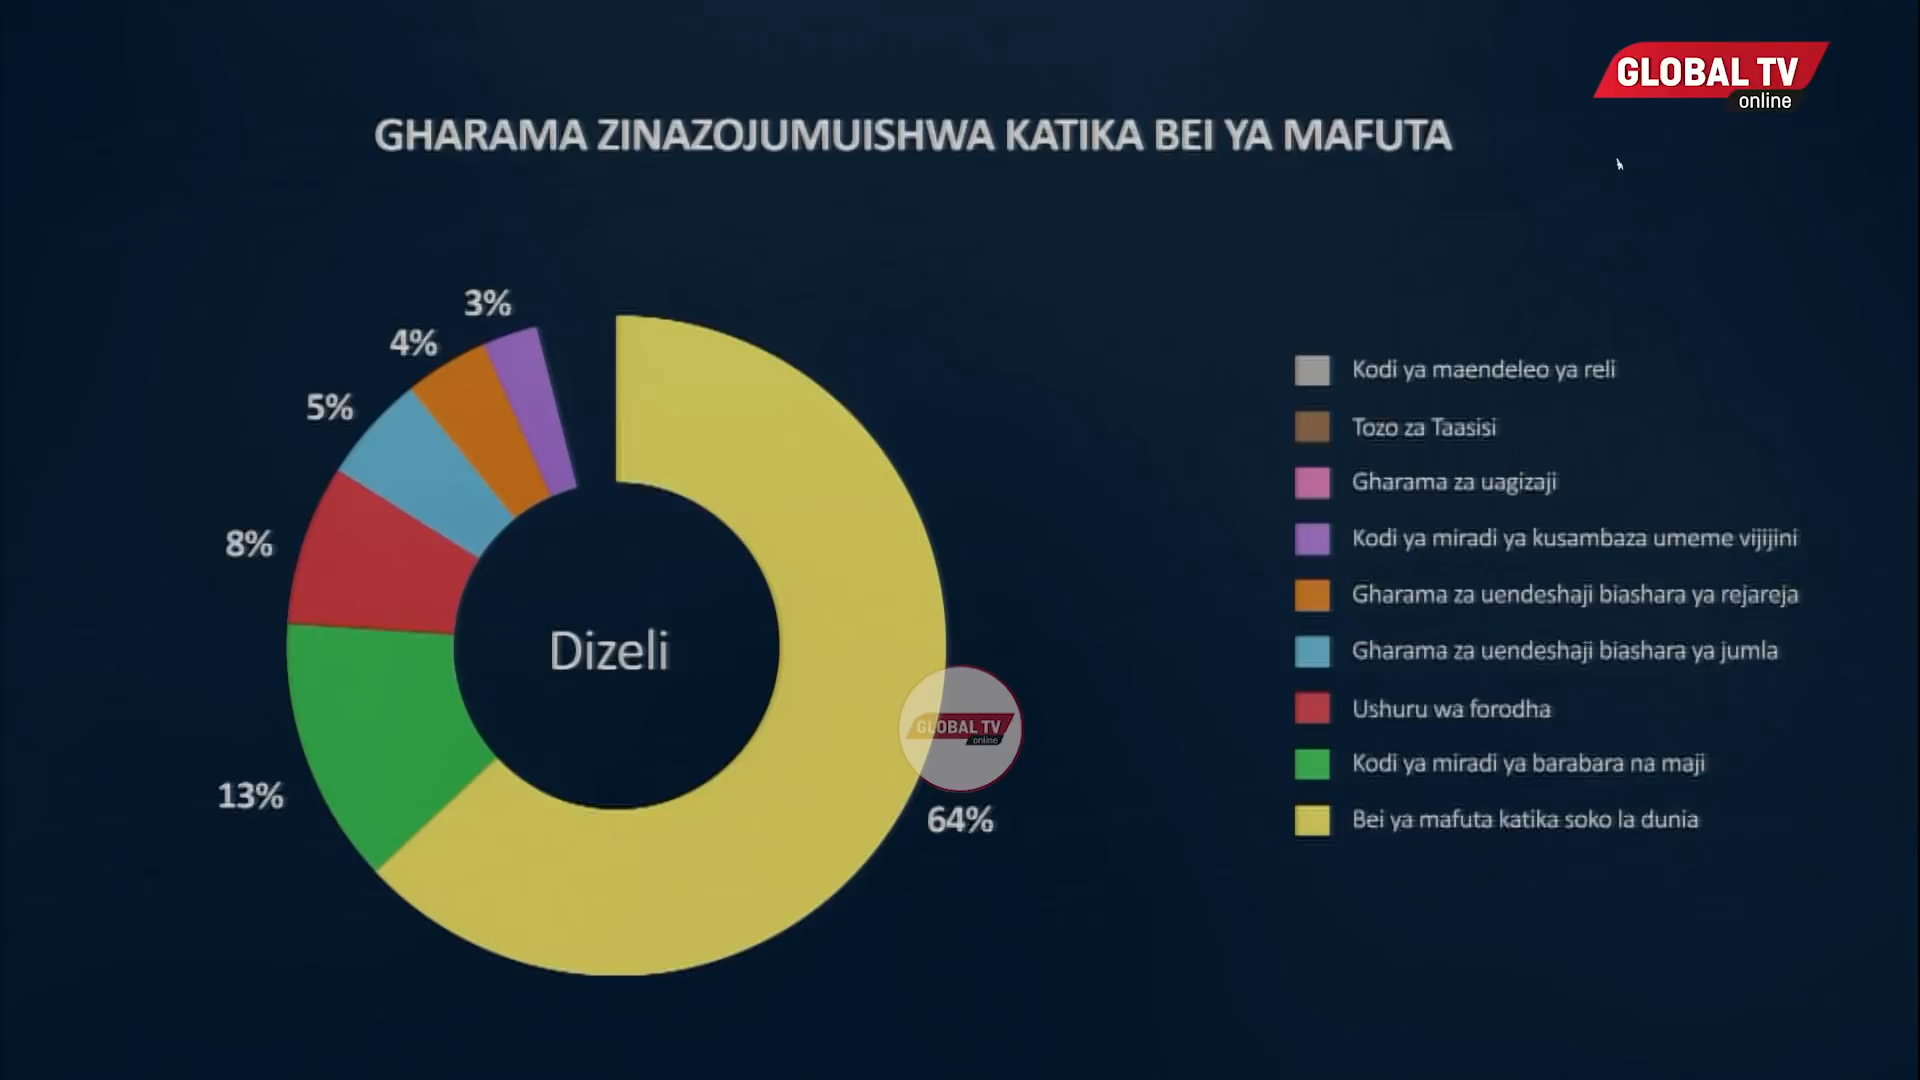 GLOBAL TV
online
GHARAMA ZINAZOJUMUISHWA KATIKA BEI YA MAFUTA
3%
4%
5%
8%
13%
64%
Dizeli
GLOBAL TV
online
Kodi ya maendeleo ya reli
Tozo za Taasisi
Gharama za uagizaji
Kodi ya miradi ya kusambaza umeme vijijini
Gharama za uendeshaji biashara ya rejareja
Gharama za uendeshaji biashara ya jumla
Ushuru wa forodha
Kodi ya miradi ya barabara na maji
Bei ya mafuta katika soko la dunia